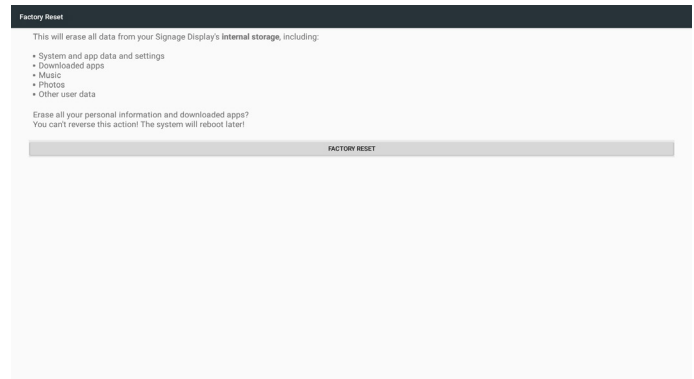 Factory Reset
This will erase all data from your Signage Display's internal storage, including:
• System and app data and settings
• Downloaded apps
• Music
• Photos
• Other user data
Erase all your personal information and downloaded apps?
You can't reverse this action! The system will reboot later!
FACTORY RESET